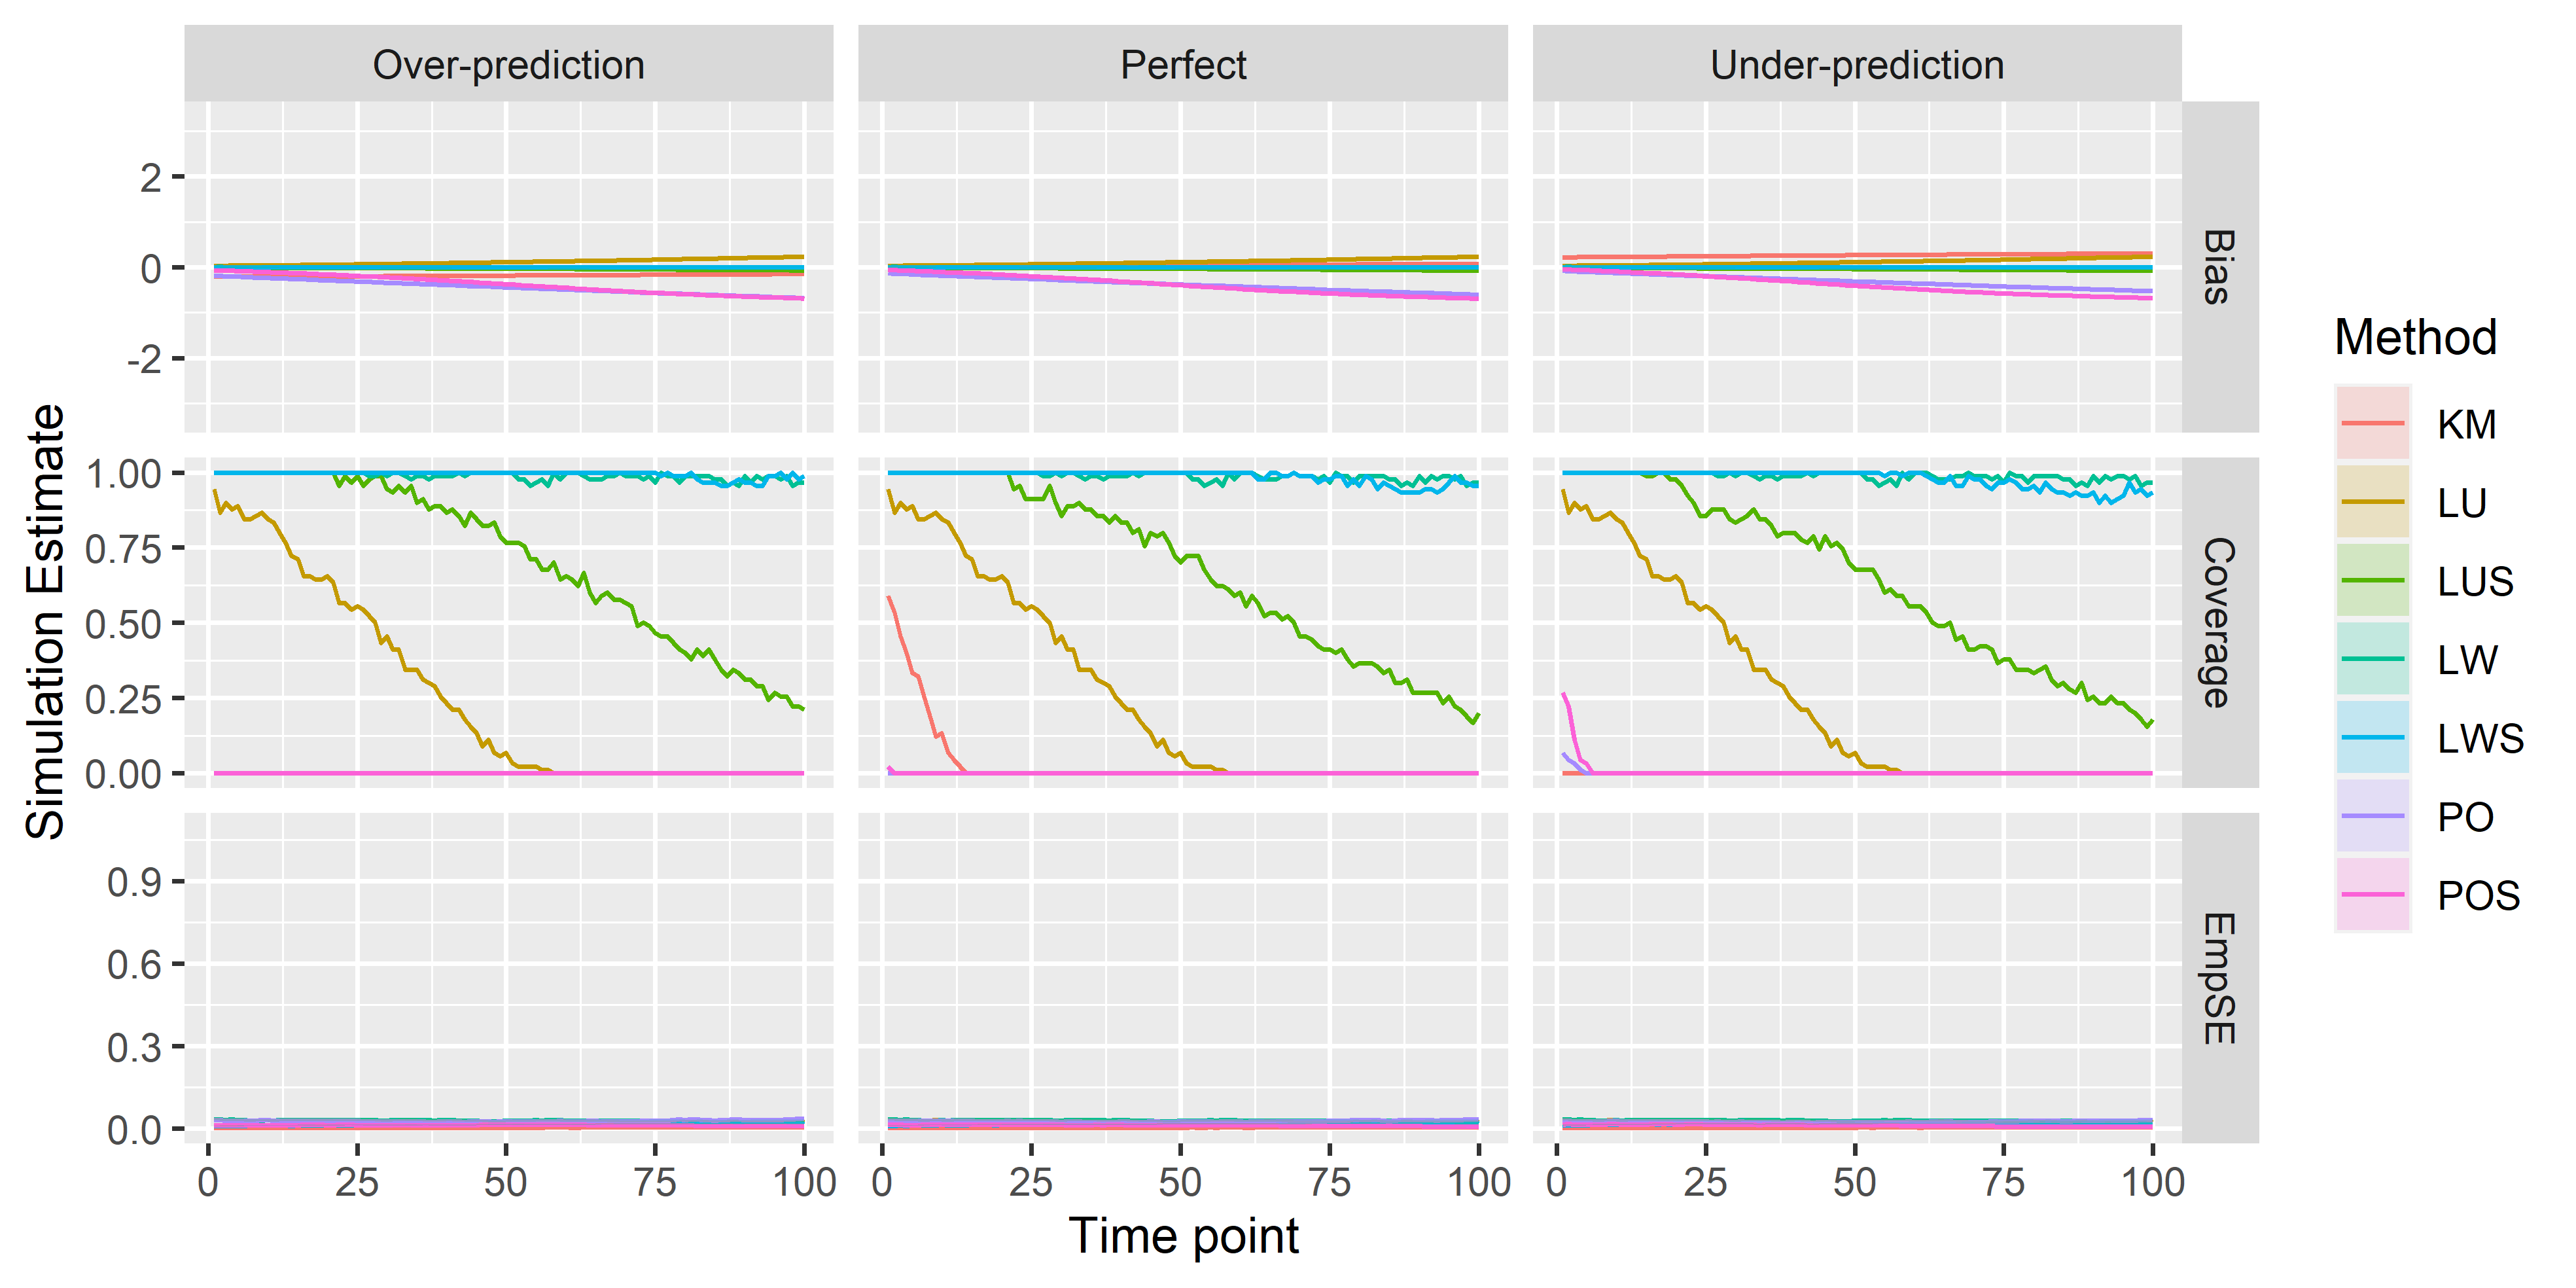 Over-prediction Perfect Under-prediction
2
0
-2
Bias
Simulation Estimate
1.00
0.75
0.50
0.25
0.00
Coverage
0.9
0.6
0.3
0.0
EmpSE
0 25 50 75 100 0 25 50 75 100 0 25 50 75 100
Time point
Method
KM
LU
LUS
LW
LWS
PO
POS